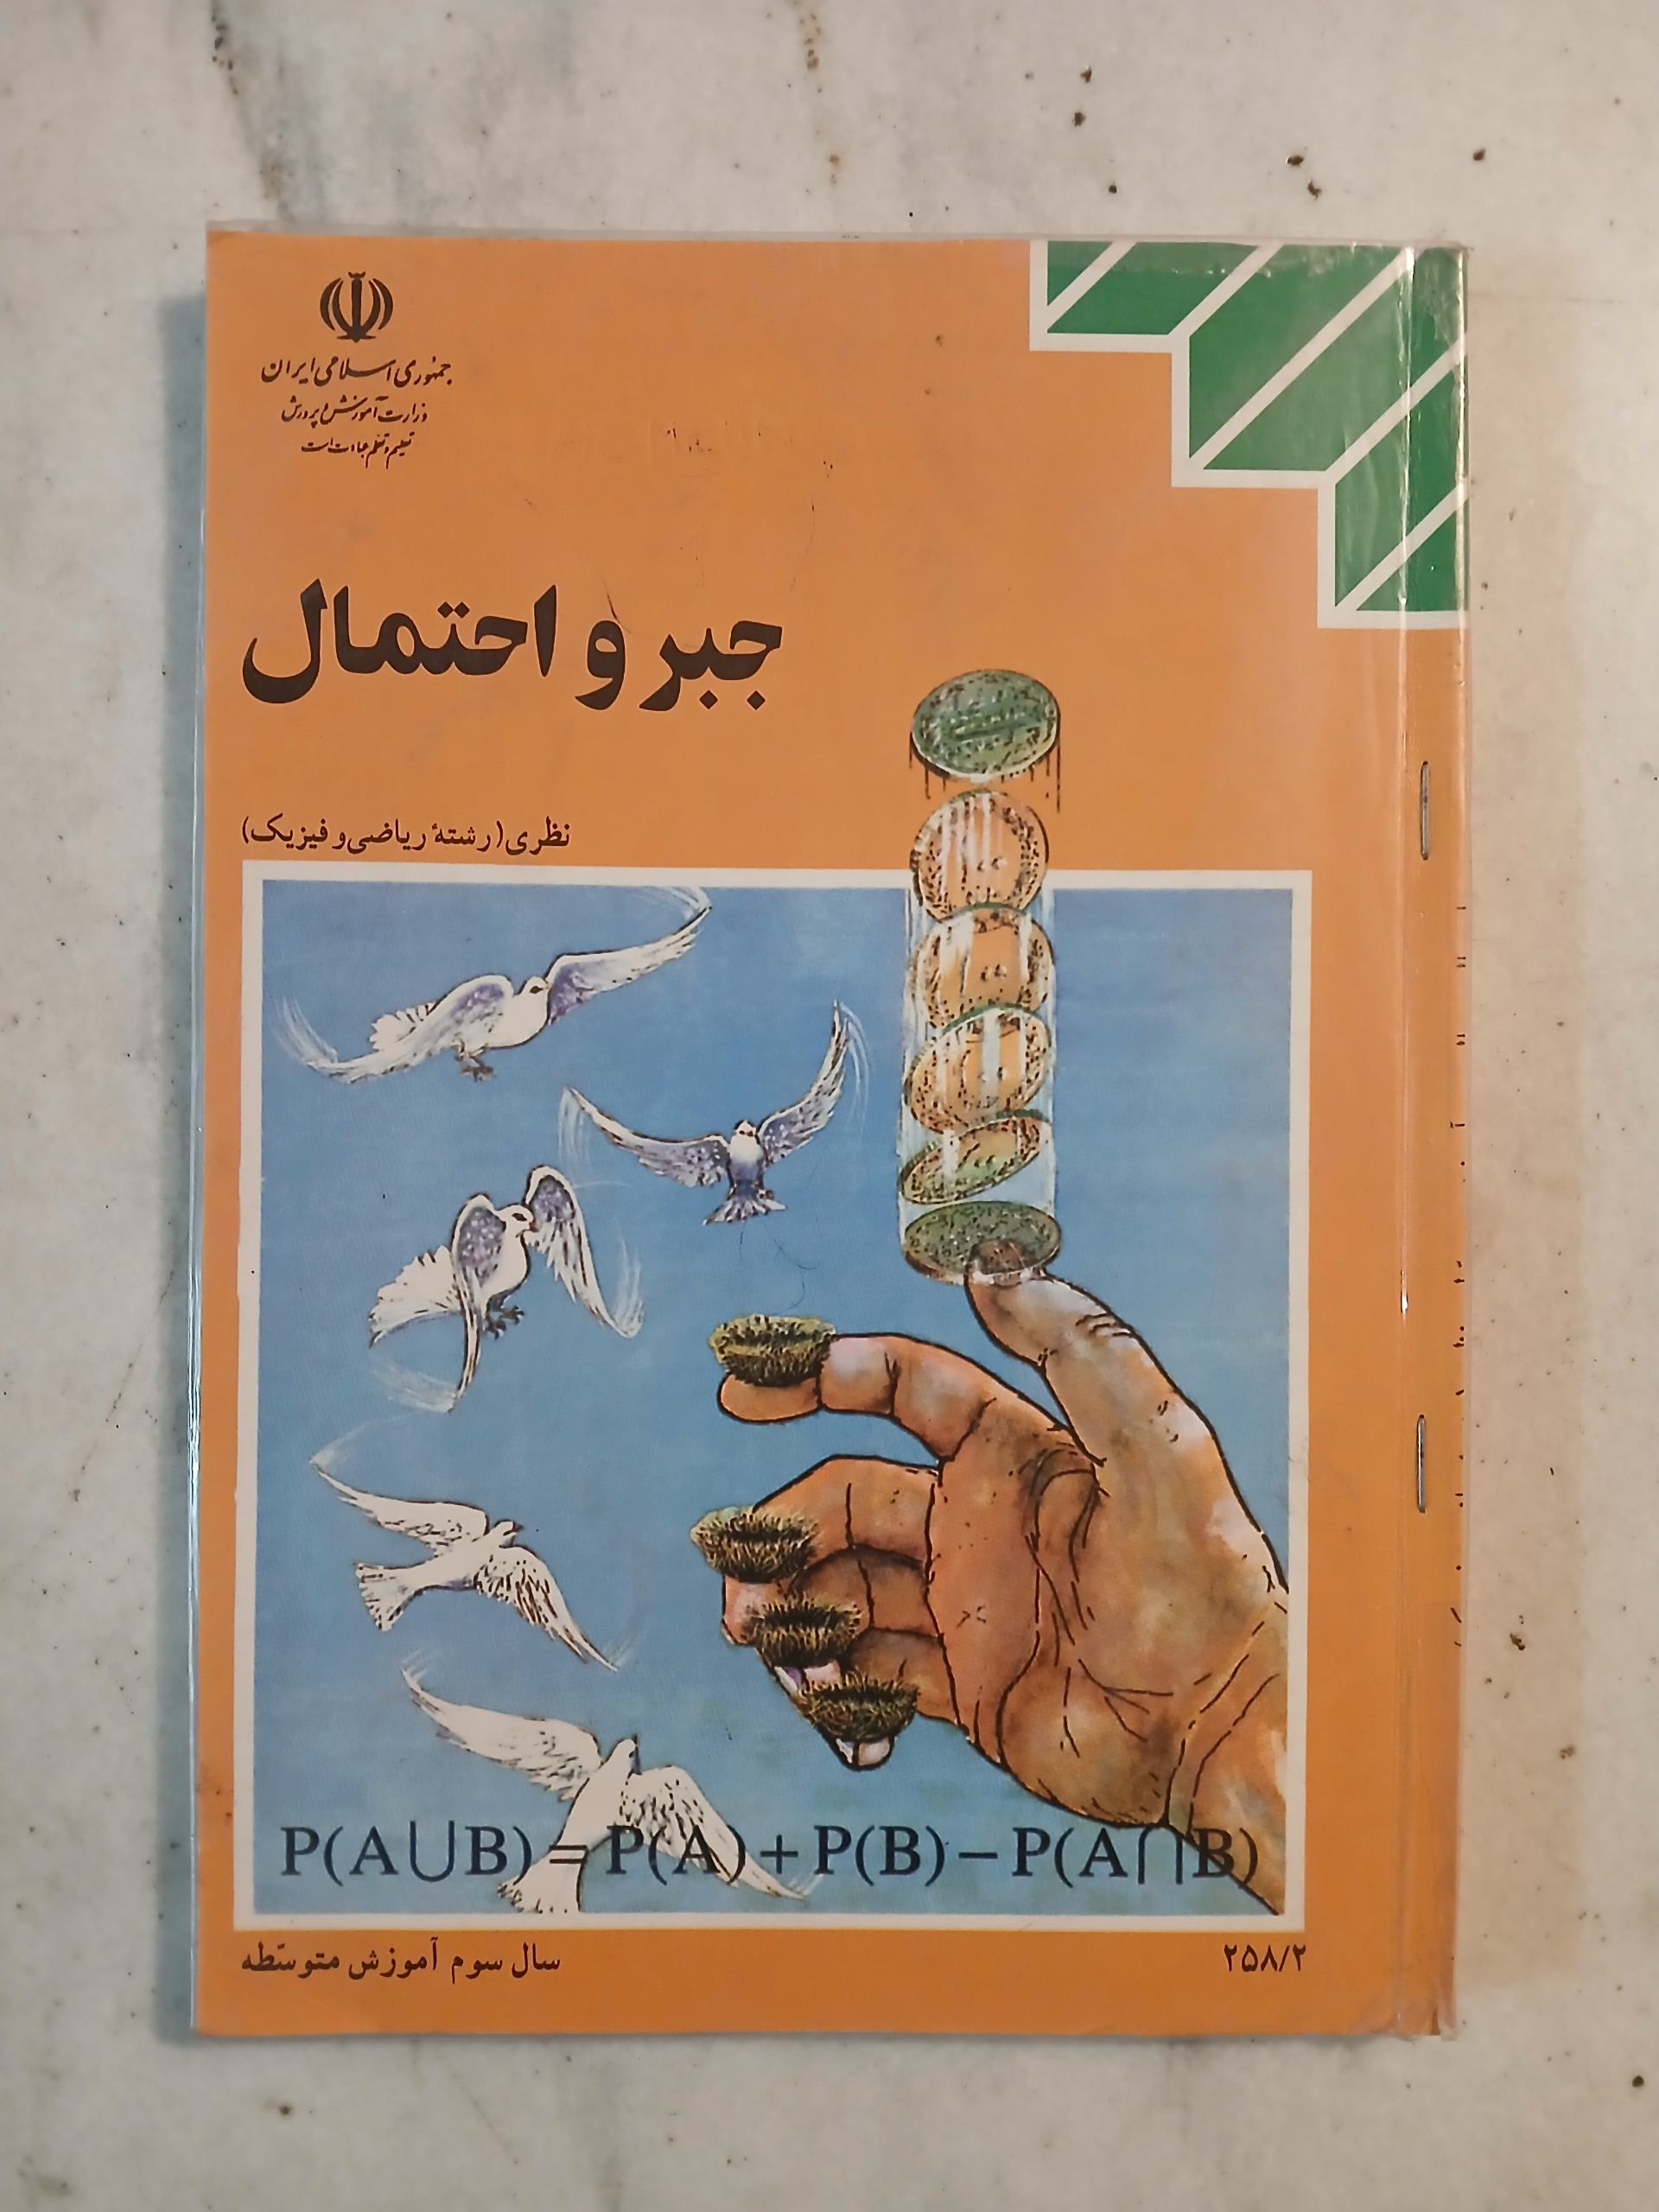 جمهوری اسلامی ایران
وزارت آموزش و پرورش
تعلیم و تعلم عبادت است
جبر و احتمال
نظری (رشتهٔ ریاضی و فیزیک)
P(A∪B)=P(A)+P(B)−P(A∩B)
سال سوم آموزش متوسّطه
۲۵۸/۲